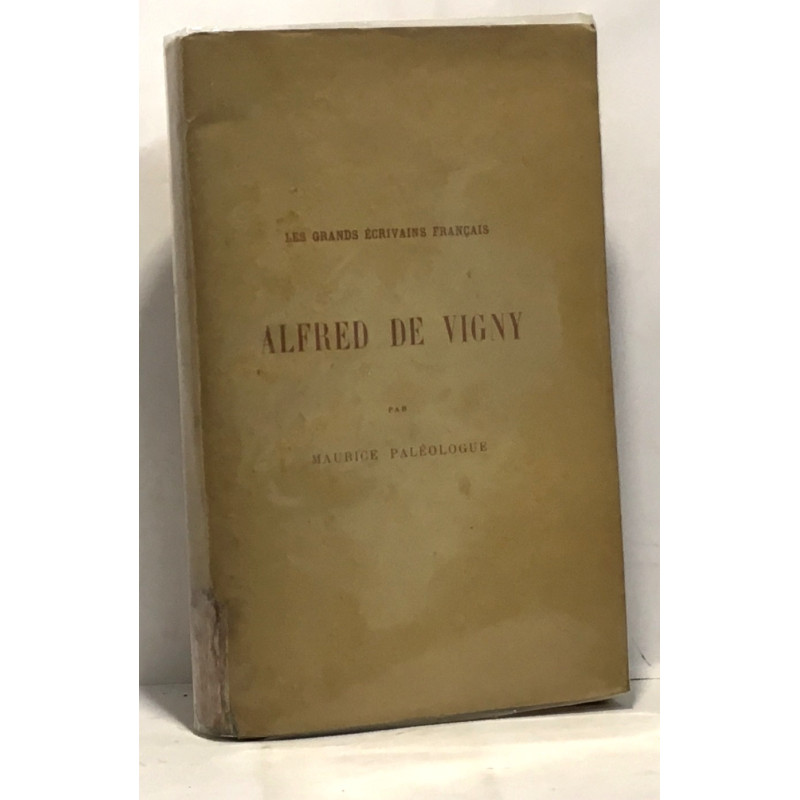 LES GRANDS ÉCRIVAINS FRANÇAIS
ALFRED DE VIGNY
PAR
MAURICE PALÉOLOGUE